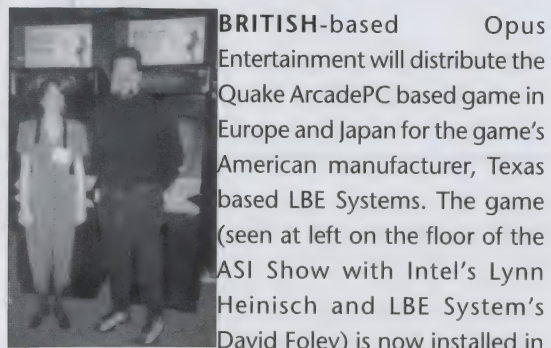 BRITISH-based Opus
Entertainment will distribute the
Quake ArcadePC based game in
Europe and Japan for the game's
American manufacturer, Texas
based LBE Systems. The game
(seen at left on the floor of the
ASI Show with Intel's Lynn
Heinisch and LBE System's
David Foley) is now installed in